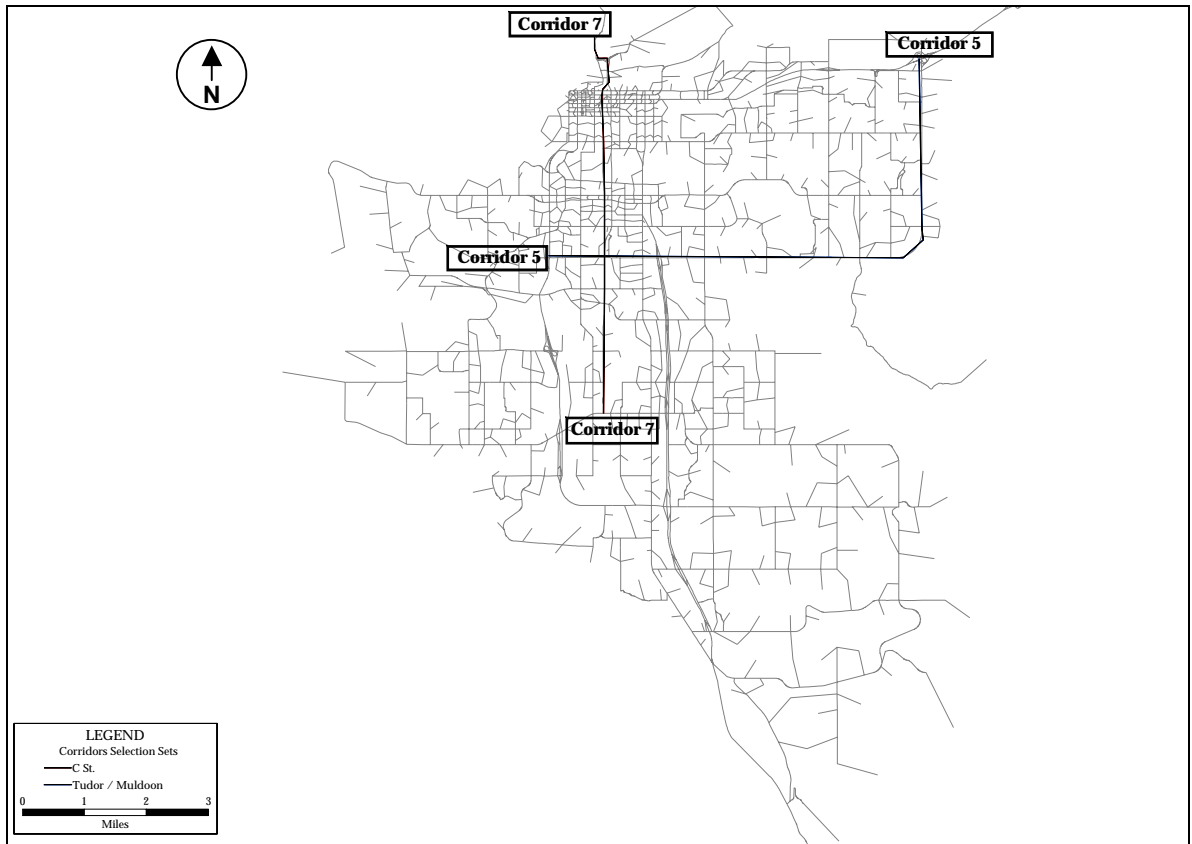 Corridor 7
Corridor 5
N
Corridor 5
Corridor 7
LEGEND
Corridors Selection Sets
C St.
Tudor / Muldoon
0 1 2 3
Miles